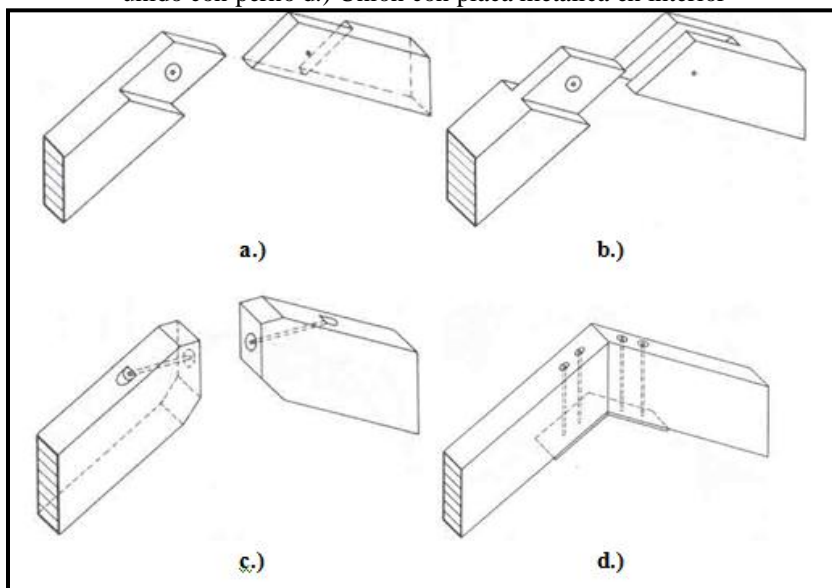 unido con perno d.) Unión con placa metálica en interior
a.)
b.)
c.)
d.)